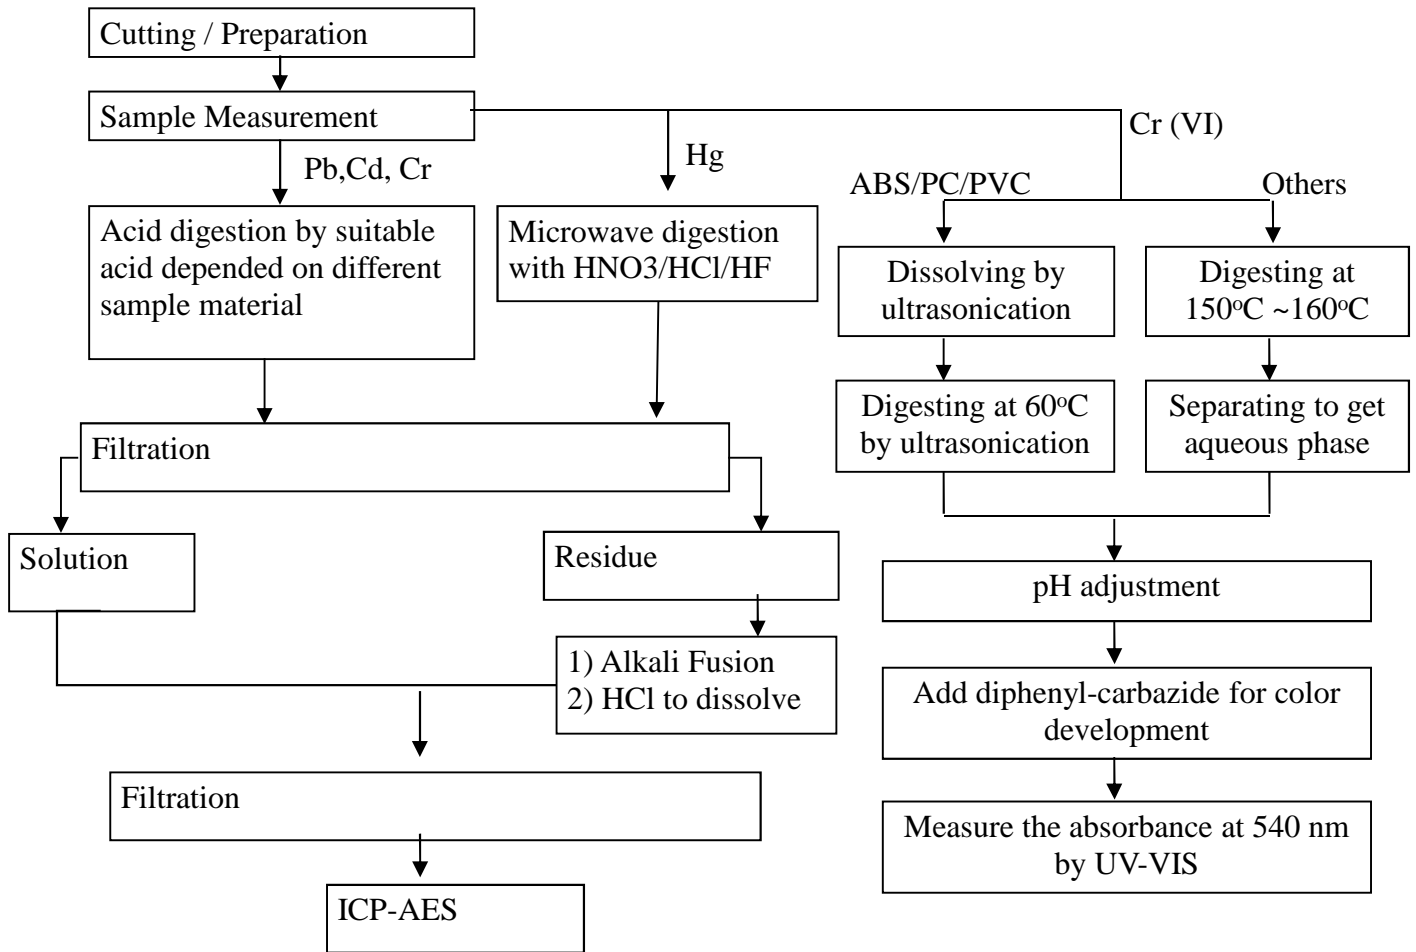 Cutting / Preparation
Sample Measurement
Pb,Cd, Cr
Hg
Cr (VI)
ABS/PC/PVC
Others
Acid digestion by suitable
acid depended on different
sample material
Microwave digestion
with HNO3/HCl/HF
Dissolving by
ultrasonication
Digesting at
150°C ~160°C
Digesting at 60°C
by ultrasonication
Separating to get
aqueous phase
Filtration
Solution
Residue
1) Alkali Fusion
2) HCl to dissolve
pH adjustment
Add diphenyl-carbazide for color
development
Filtration
Measure the absorbance at 540 nm
by UV-VIS
ICP-AES